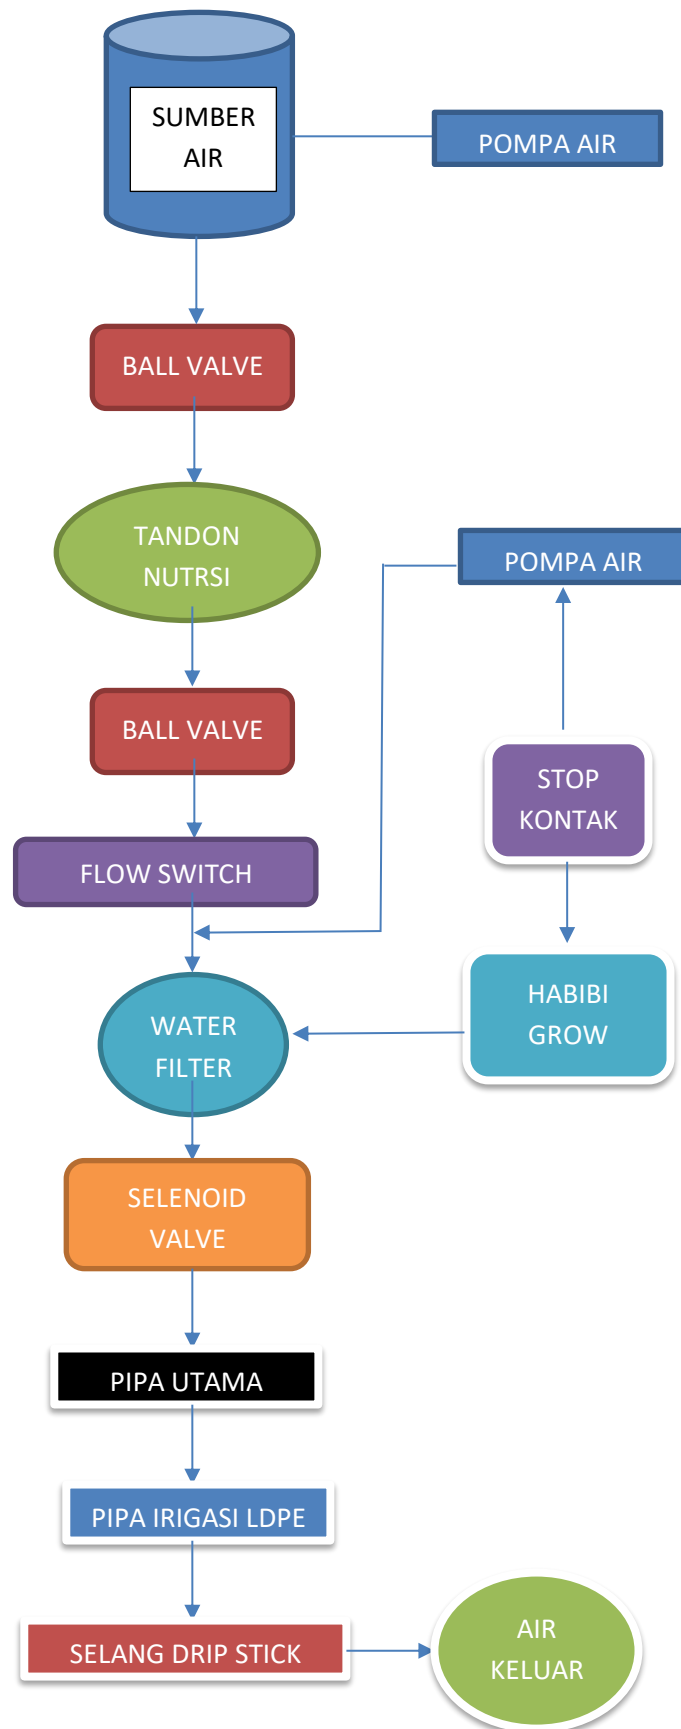 SUMBER
AIR
POMPA AIR
BALL VALVE
TANDON
NUTRSI
POMPA AIR
BALL VALVE
STOP
KONTAK
FLOW SWITCH
HABIBI
GROW
WATER
FILTER
SELENOID
VALVE
PIPA UTAMA
PIPA IRIGASI LDPE
SELANG DRIP STICK
AIR
KELUAR